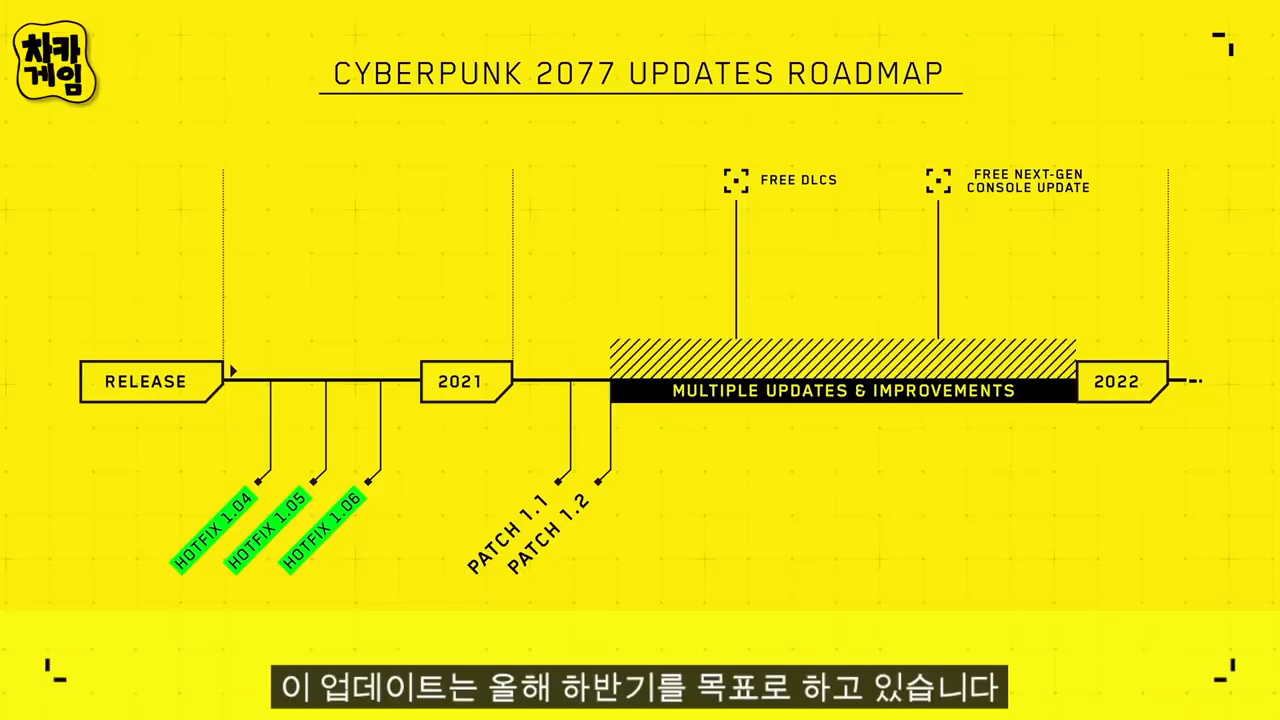 차카
게임
CYBERPUNK 2077 UPDATES ROADMAP
FREE DLCS
FREE NEXT-GEN
CONSOLE UPDATE
RELEASE
2021
MULTIPLE UPDATES & IMPROVEMENTS
2022
HOTFIX 1.04
HOTFIX 1.05
HOTFIX 1.06
PATCH 1.1
PATCH 1.2
이 업데이트는 올해 하반기를 목표로 하고 있습니다